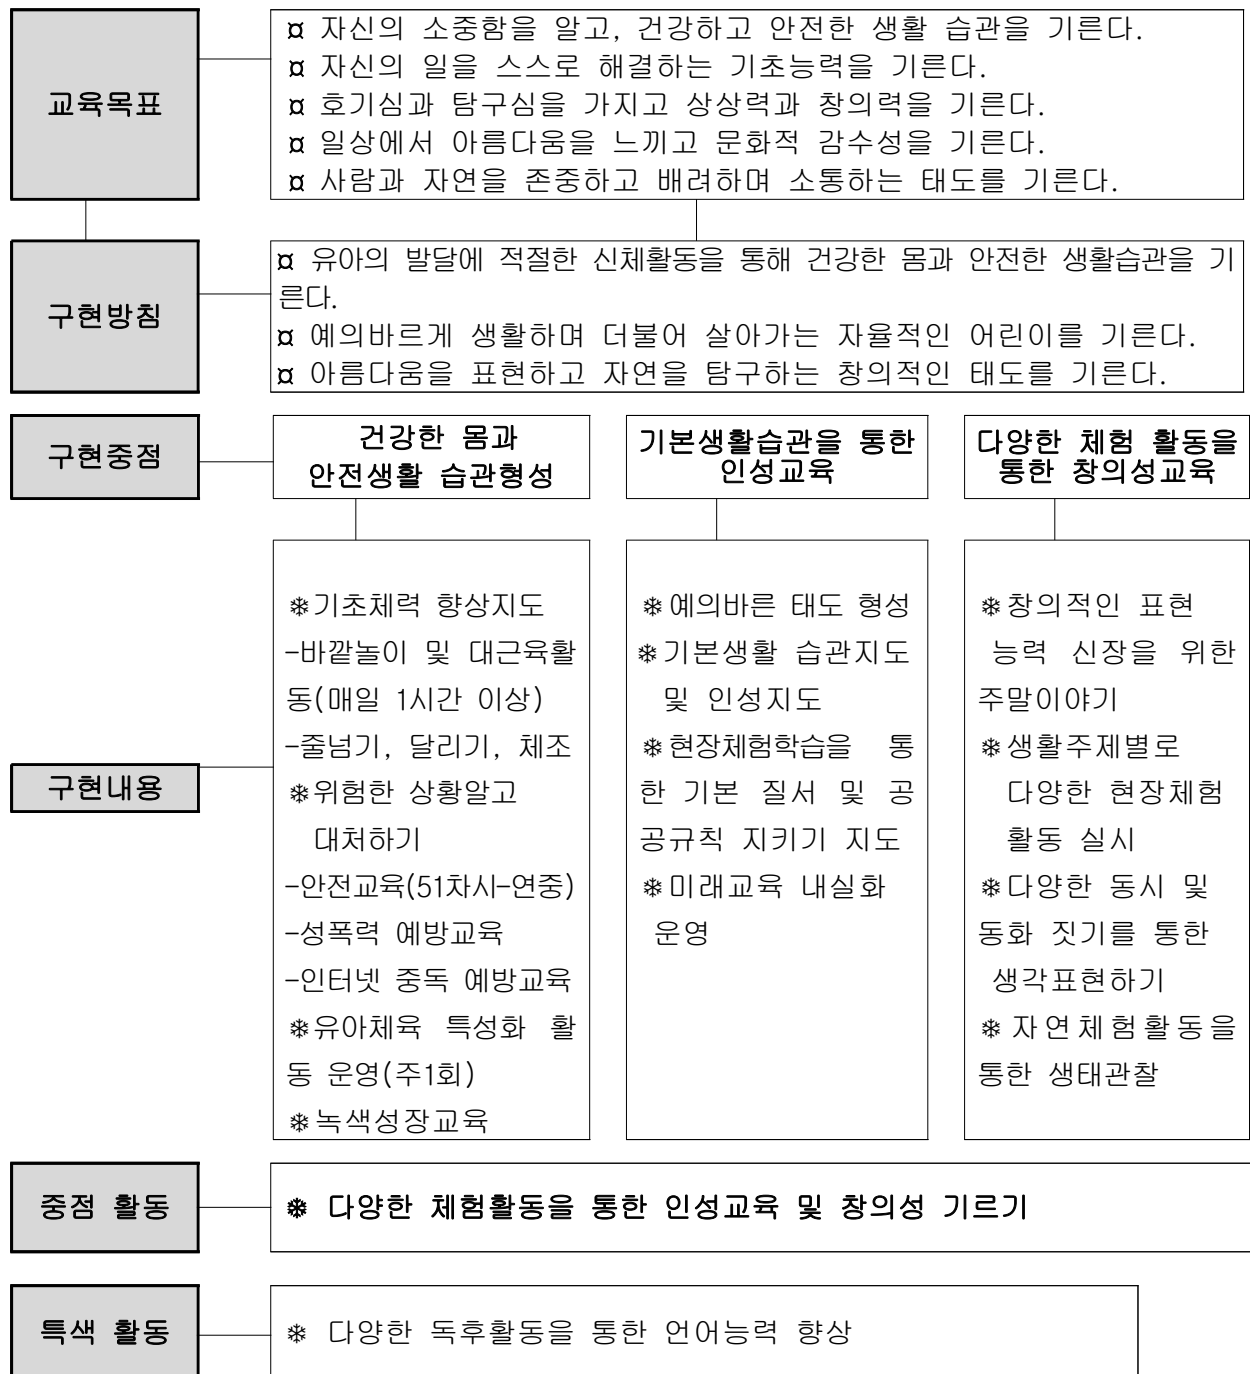 교육목표
¤ 자신의 소중함을 알고, 건강하고 안전한 생활 습관을 기른다.
¤ 자신의 일을 스스로 해결하는 기초능력을 기른다.
¤ 호기심과 탐구심을 가지고 상상력과 창의력을 기른다.
¤ 일상에서 아름다움을 느끼고 문화적 감수성을 기른다.
¤ 사람과 자연을 존중하고 배려하며 소통하는 태도를 기른다.
구현방침
¤ 유아의 발달에 적절한 신체활동을 통해 건강한 몸과 안전한 생활습관을 기
른다.
¤ 예의바르게 생활하며 더불어 살아가는 자율적인 어린이를 기른다.
¤ 아름다움을 표현하고 자연을 탐구하는 창의적인 태도를 기른다.
구현중점
건강한 몸과
안전생활 습관형성
기본생활습관을 통한
인성교육
다양한 체험 활동을
통한 창의성교육
구현내용
❄기초체력 향상지도
-바깥놀이 및 대근육활
동(매일 1시간 이상)
-줄넘기, 달리기, 체조
❄위험한 상황알고
대처하기
-안전교육(51차시-연중)
-성폭력 예방교육
-인터넷 중독 예방교육
❄유아체육 특성화 활
동 운영(주1회)
❄녹색성장교육
❄예의바른 태도 형성
❄기본생활 습관지도
및 인성지도
❄현장체험학습을 통
한 기본 질서 및 공
공규칙 지키기 지도
❄미래교육 내실화
운영
❄창의적인 표현
능력 신장을 위한
주말이야기
❄생활주제별로
다양한 현장체험
활동 실시
❄다양한 동시 및
동화 짓기를 통한
생각표현하기
❄자연체험활동을
통한 생태관찰
중점 활동
❄ 다양한 체험활동을 통한 인성교육 및 창의성 기르기
특색 활동
❄ 다양한 독후활동을 통한 언어능력 향상